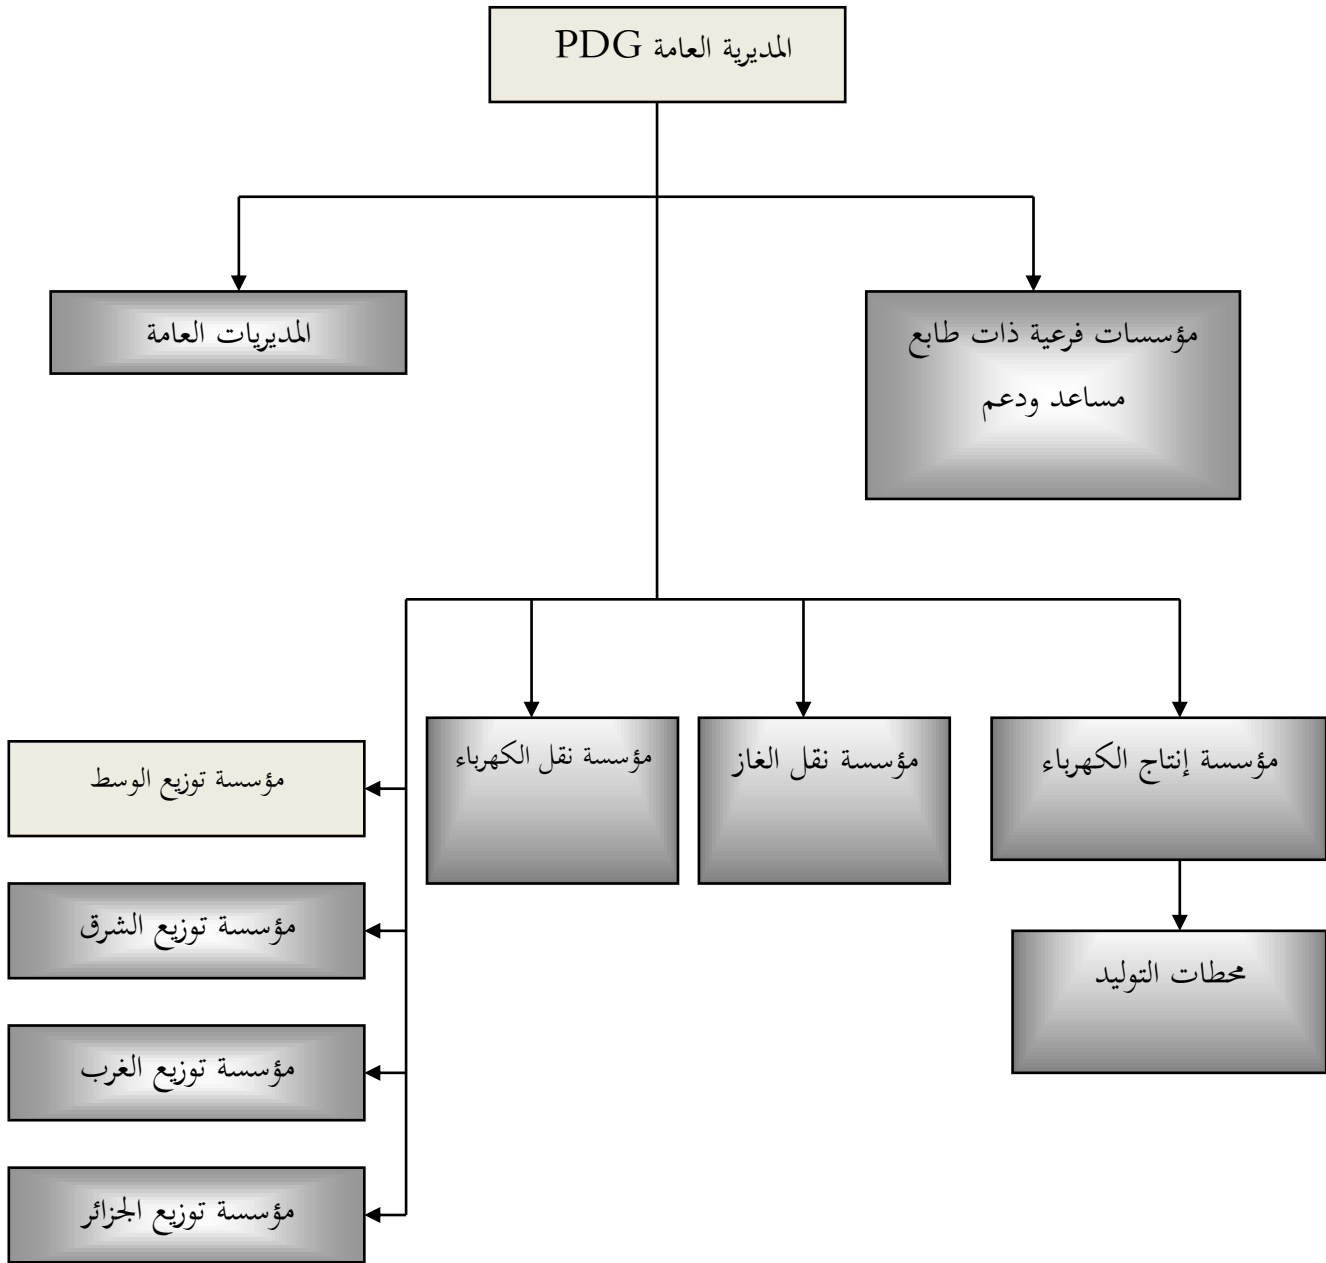 المديرية العامة PDG
مؤسسات فرعية ذات طابع
مساعد ودعم
المديريات العامة
مؤسسة إنتاج الكهرباء
مؤسسة نقل الغاز
مؤسسة نقل الكهرباء
محطات التوليد
مؤسسة توزيع الوسط
مؤسسة توزيع الشرق
مؤسسة توزيع الغرب
مؤسسة توزيع الجزائر